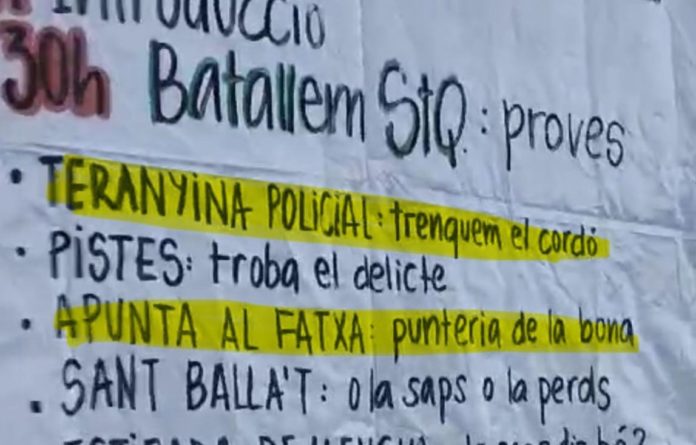 Introducció
30h Batallem StQ.: proves
• TERANYiNA POLiCiAL: trenquem el cordó
• PiSTES: troba el delicte
• APUNTA AL FATXA: punteria de la bona
• SANT BALLA'T: o la saps o la perds